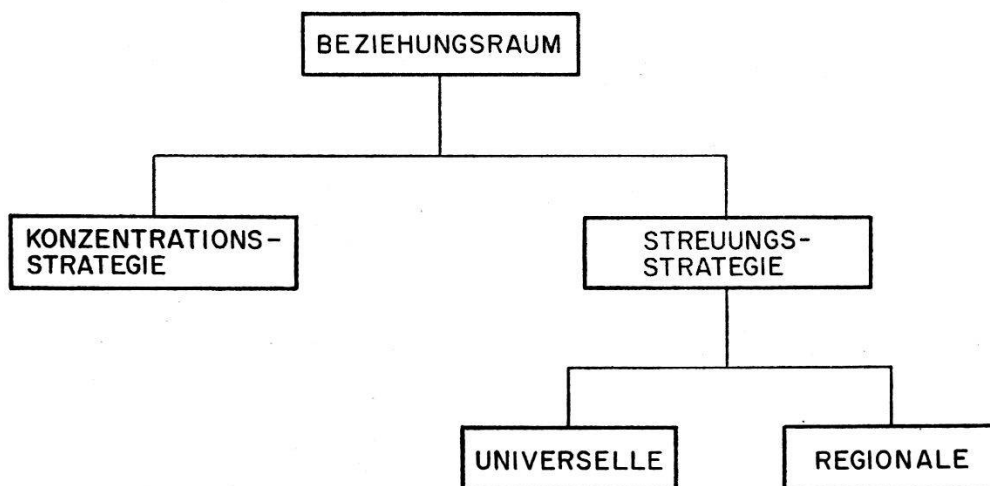 BEZIEHUNGSRAUM
KONZENTRATIONS-
STRATEGIE
STREUUNGS-
STRATEGIE
UNIVERSELLE
REGIONALE